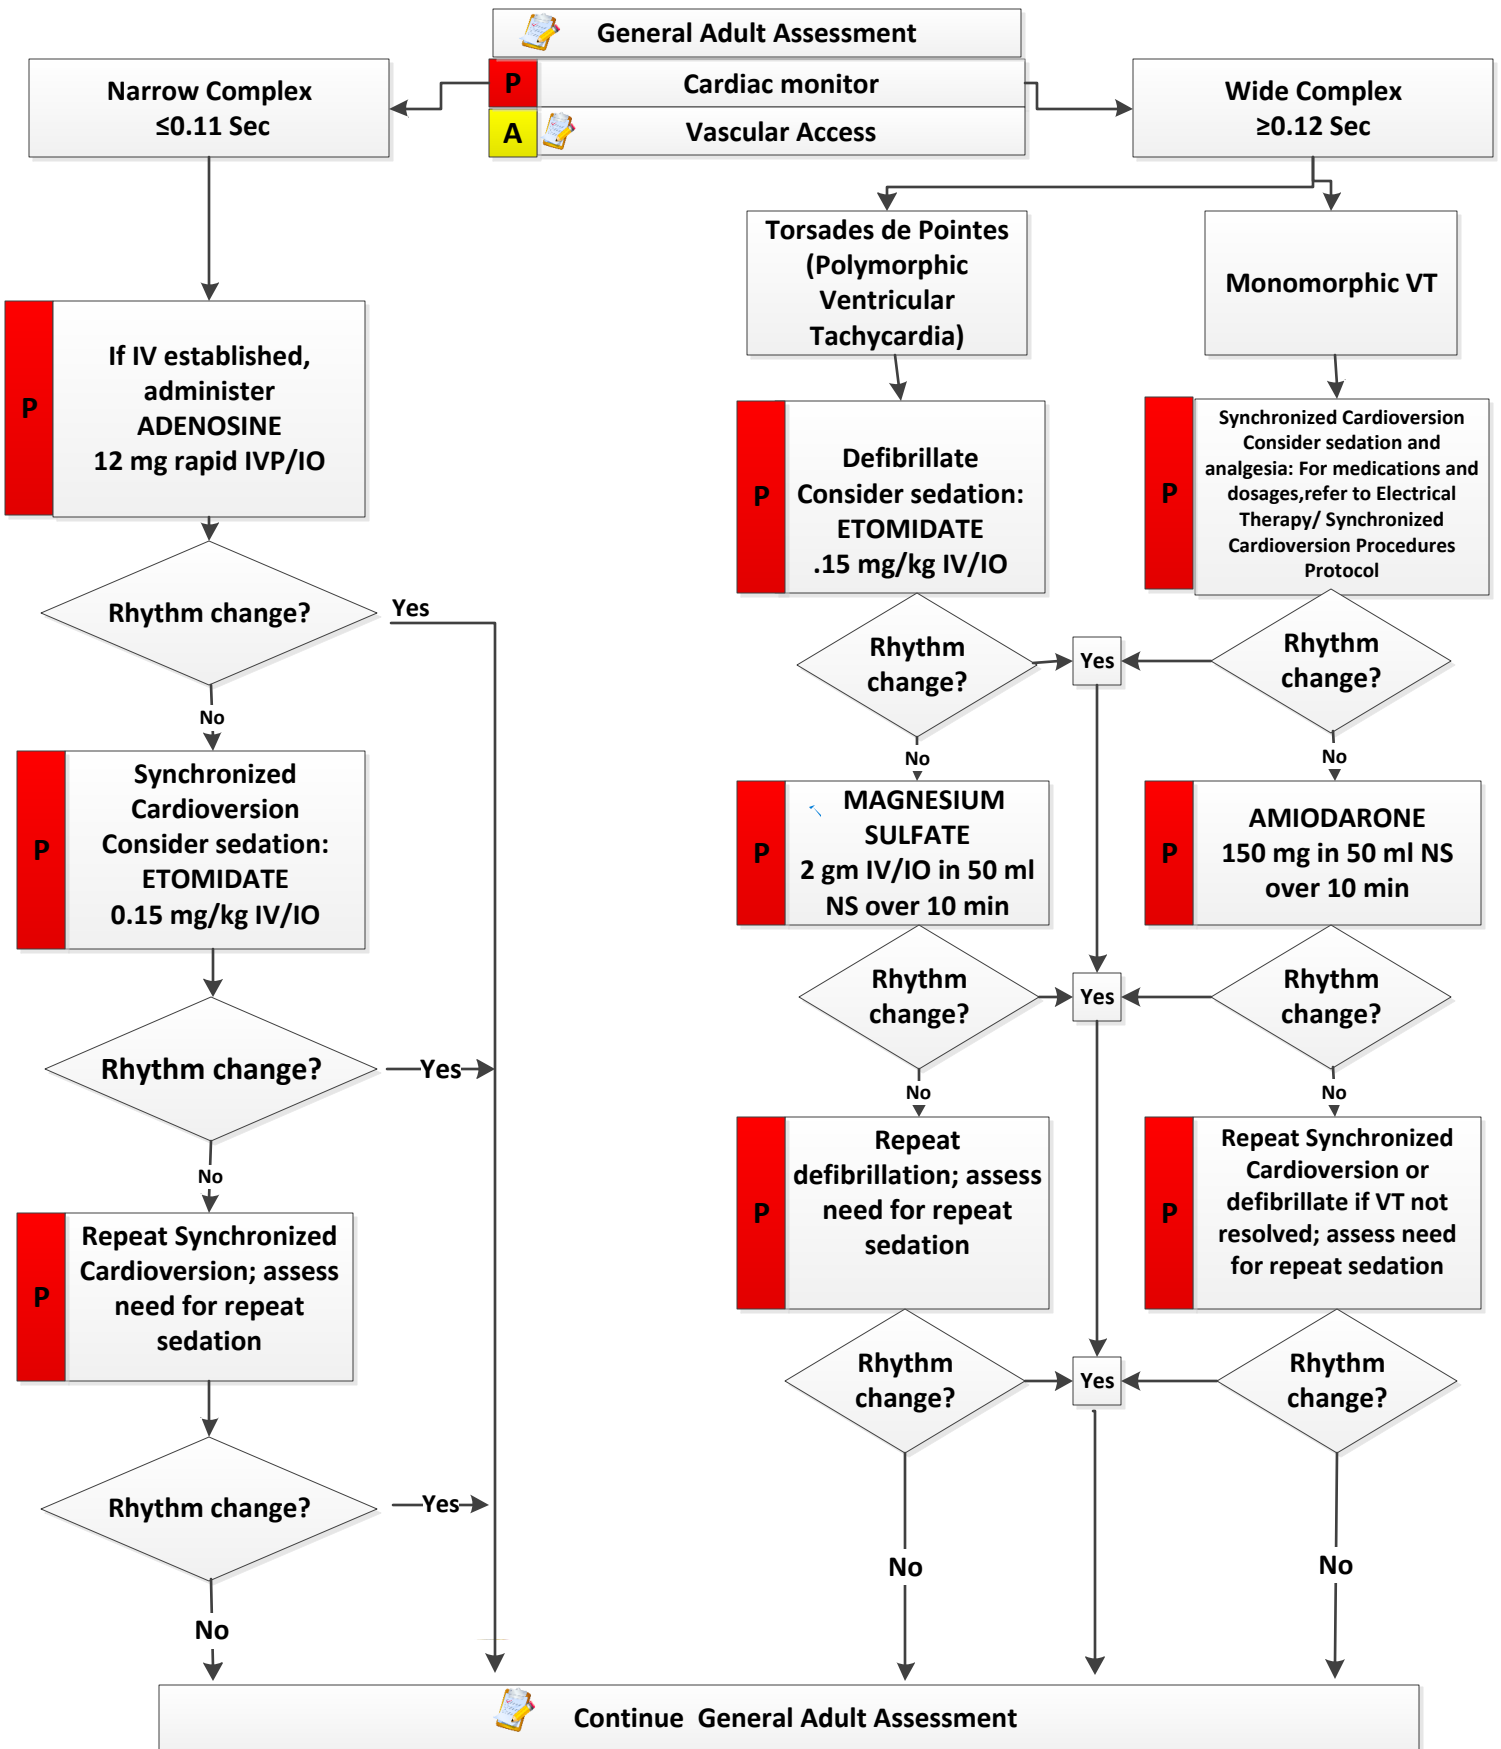 General Adult Assessment
P
Cardiac monitor
A
Vascular Access
Narrow Complex
≤0.11 Sec
Wide Complex
≥0.12 Sec
P
If IV established,
administer
ADENOSINE
12 mg rapid IVP/IO
Rhythm change?
Yes
No
P
Synchronized
Cardioversion
Consider sedation:
ETOMIDATE
0.15 mg/kg IV/IO
Rhythm change?
Yes
No
P
Repeat Synchronized
Cardioversion; assess
need for repeat
sedation
Rhythm change?
Yes
No
Torsades de Pointes
(Polymorphic
Ventricular
Tachycardia)
P
Defibrillate
Consider sedation:
ETOMIDATE
.15 mg/kg IV/IO
Rhythm
change?
Yes
No
P
MAGNESIUM
SULFATE
2 gm IV/IO in 50 ml
NS over 10 min
Rhythm
change?
Yes
No
P
Repeat
defibrillation; assess
need for repeat
sedation
Rhythm
change?
Yes
No
Monomorphic VT
P
Synchronized Cardioversion
Consider sedation and
analgesia: For medications and
dosages,refer to Electrical
Therapy/ Synchronized
Cardioversion Procedures
Protocol
Rhythm
change?
No
P
AMIODARONE
150 mg in 50 ml NS
over 10 min
Rhythm
change?
No
P
Repeat Synchronized
Cardioversion or
defibrillate if VT not
resolved; assess need
for repeat sedation
Rhythm
change?
No
Continue  General Adult Assessment